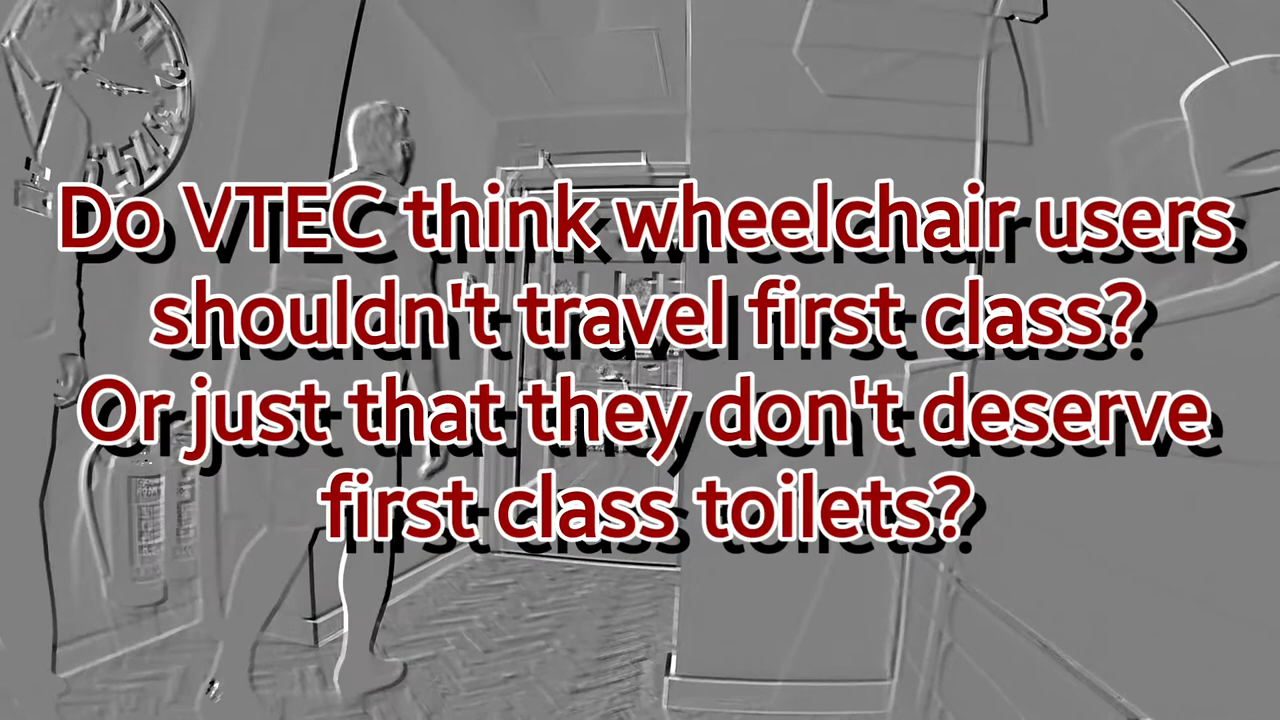 Do VTEC think wheelchair users
shouldn't travel first class?
Or just that they don't deserve
first class toilets?